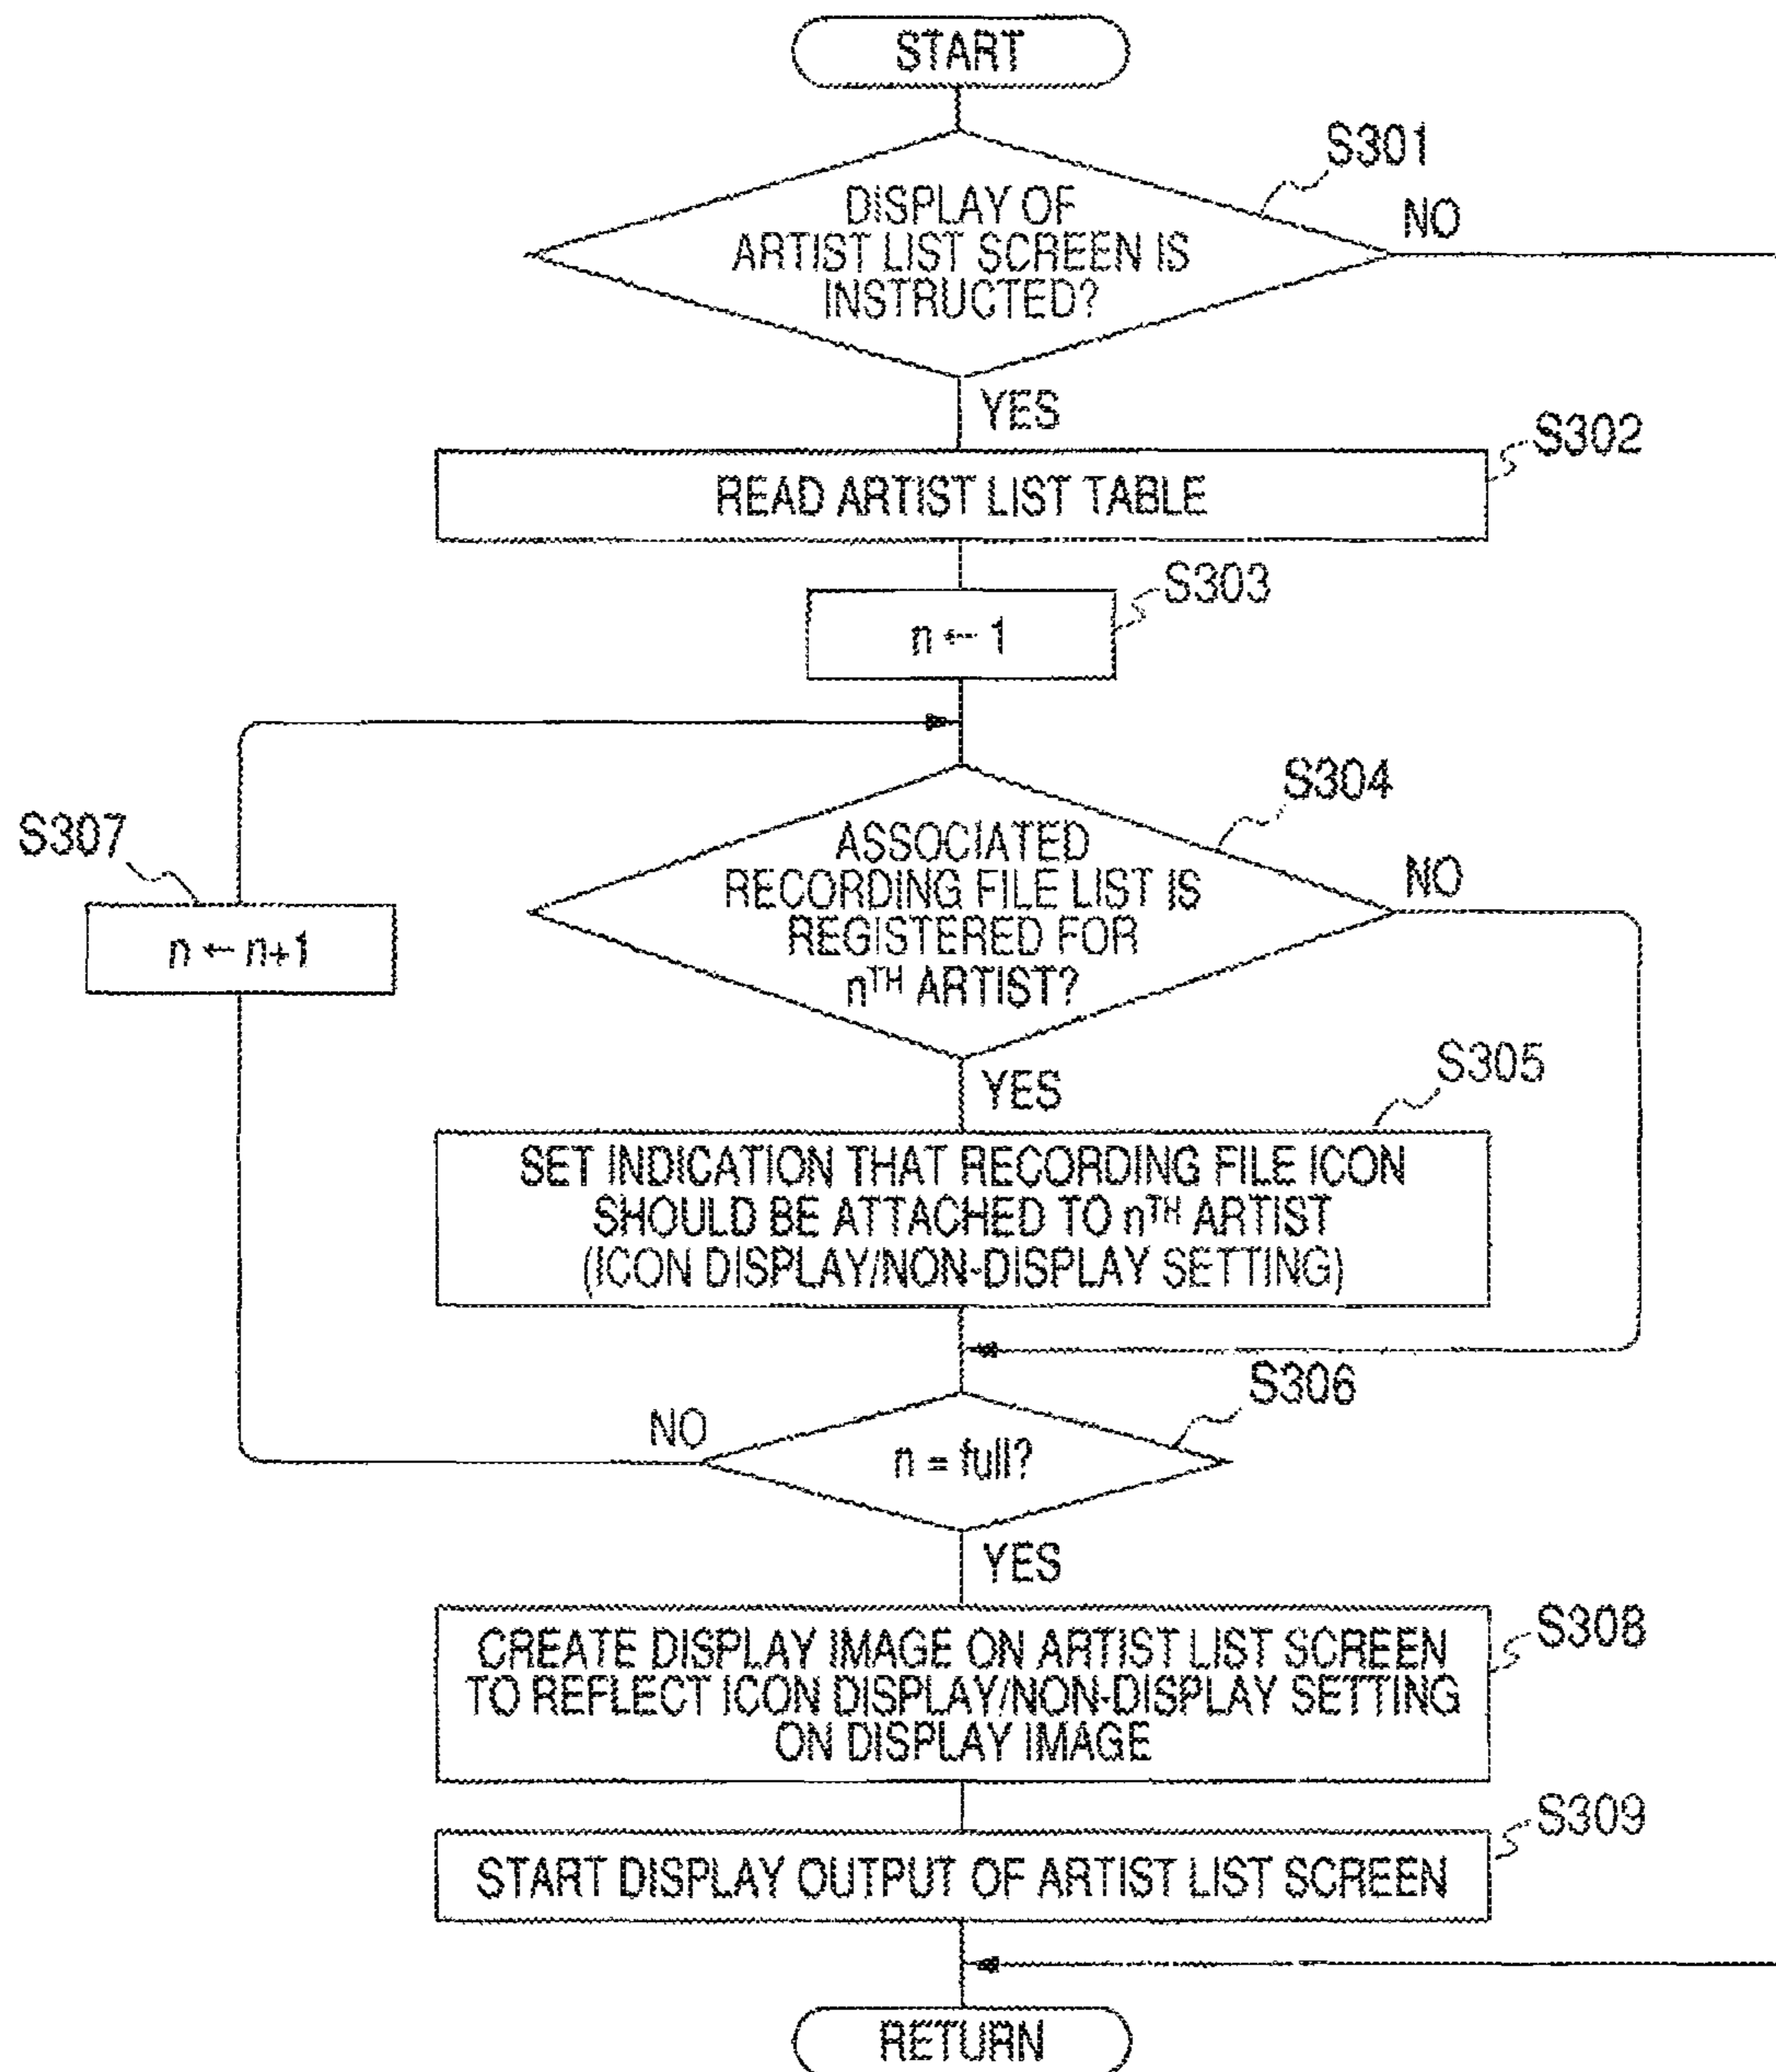 START
S301
DISPLAY OF
ARTIST LIST SCREEN IS
INSTRUCTED?
NO
YES
S302
READ ARTIST LIST TABLE
S303
n ← 1
S304
ASSOCIATED
RECORDING FILE LIST IS
REGISTERED FOR
nTH ARTIST?
NO
S307
n ← n+1
YES
S305
SET INDICATION THAT RECORDING FILE ICON
SHOULD BE ATTACHED TO nTH ARTIST
(ICON DISPLAY/NON-DISPLAY SETTING)
S306
NO
n = full?
YES
S308
CREATE DISPLAY IMAGE ON ARTIST LIST SCREEN
TO REFLECT ICON DISPLAY/NON-DISPLAY SETTING
ON DISPLAY IMAGE
S309
START DISPLAY OUTPUT OF ARTIST LIST SCREEN
RETURN